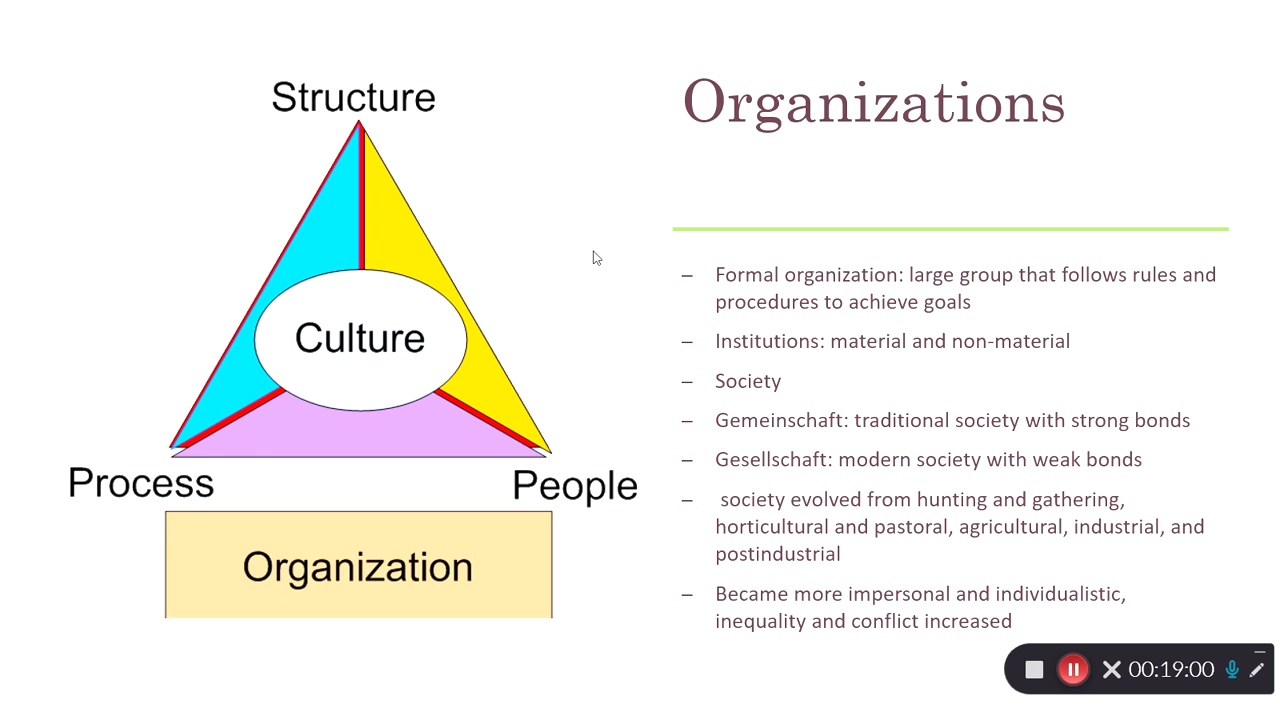 Structure
Culture
Process
People
Organization
Organizations
– Formal organization: large group that follows rules and
procedures to achieve goals
– Institutions: material and non-material
– Society
– Gemeinschaft: traditional society with strong bonds
– Gesellschaft: modern society with weak bonds
– society evolved from hunting and gathering,
horticultural and pastoral, agricultural, industrial, and
postindustrial
– Became more impersonal and individualistic,
inequality and conflict increased
00:19:00